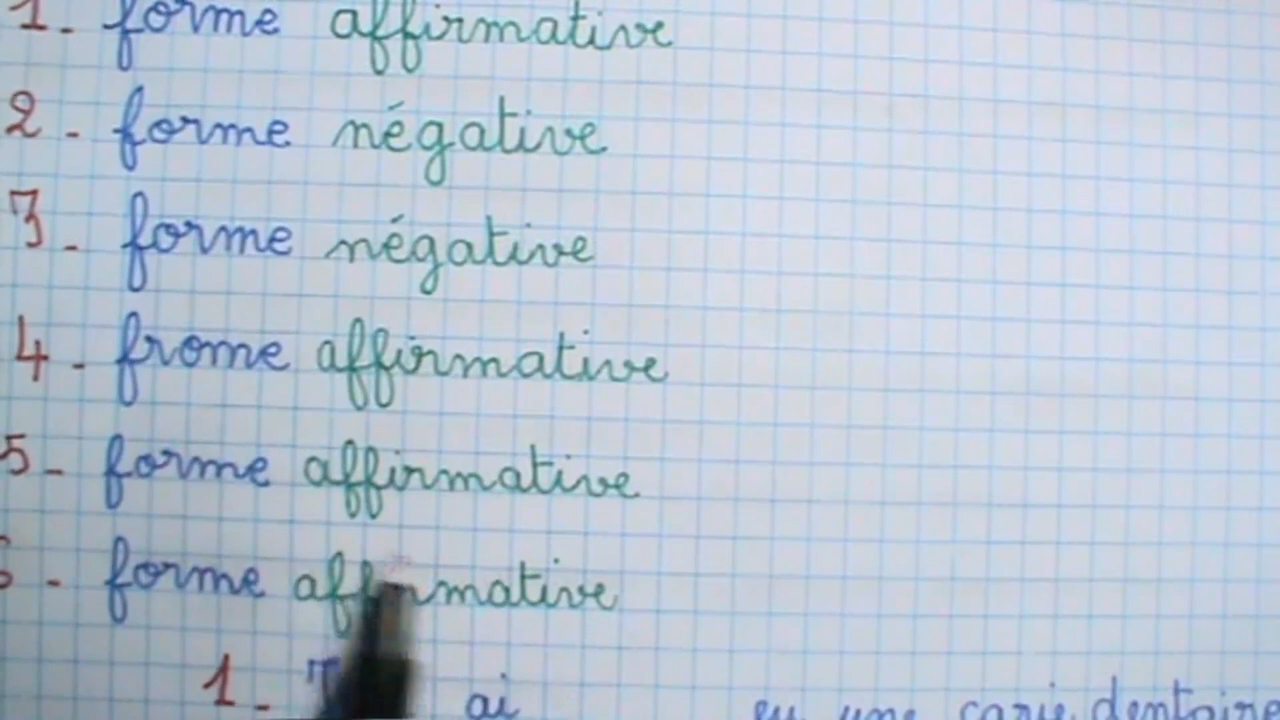 1. forme affirmative
2 - forme négative
3 - forme négative
4 - frome affirmative
5 - forme affirmative
6 - forme affirmative
1 - ai eu une carie dentaire